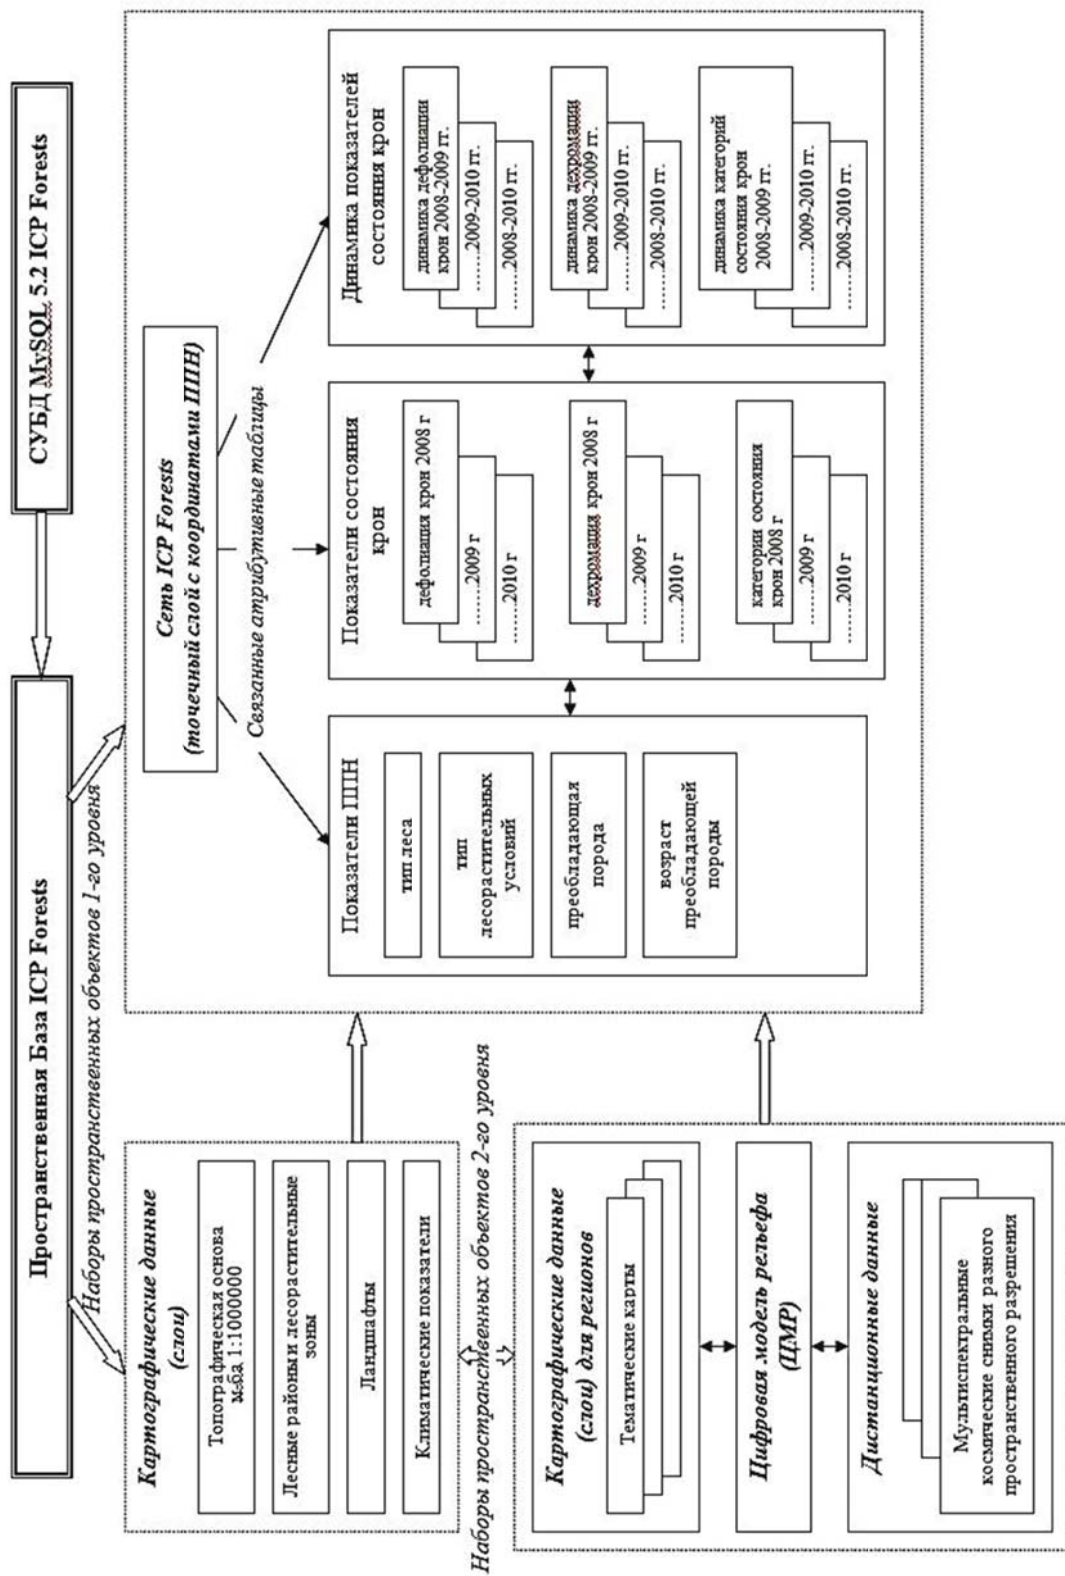 Пространственная База ICP Forests
СУБД MySQL 5.2 ICP Forests
Наборы пространственных объектов 1-го уровня
Картографические данные
(слои)
Топографическая основа
м-ба 1:1000000
Лесные районы и лесорастительные
зоны
Ландшафты
Климатические показатели
Наборы пространственных объектов 2-го уровня
Картографические данные
(слои) для регионов
Тематические карты
Цифровая модель рельефа
(ЦМР)
Дистанционные данные
Мультиспектральные
космические снимки разного
пространственного разрешения
Сеть ICP Forests
(точечный слой с координатами ППН)
Связанные атрибутивные таблицы
Показатели ППН
тип леса
тип
лесорастительных
условий
преобладающая
порода
возраст
преобладающей
породы
Показатели состояния
крон
дефолиация крон 2008 г
........2009 г
.......2010 г
дехромация крон 2008 г
........2009 г
.......2010 г
категории состояния
крон 2008 г
........2009 г
.......2010 г
Динамика показателей
состояния крон
динамика дефолиации
крон 2008-2009 гг.
........2009-2010 гг.
........2008-2010 гг.
динамика дехромации
крон 2008-2009 гг.
........2009-2010 гг.
........2008-2010 гг.
динамика категорий
состояния крон
2008-2009 гг.
........2009-2010 гг.
........2008-2010 гг.